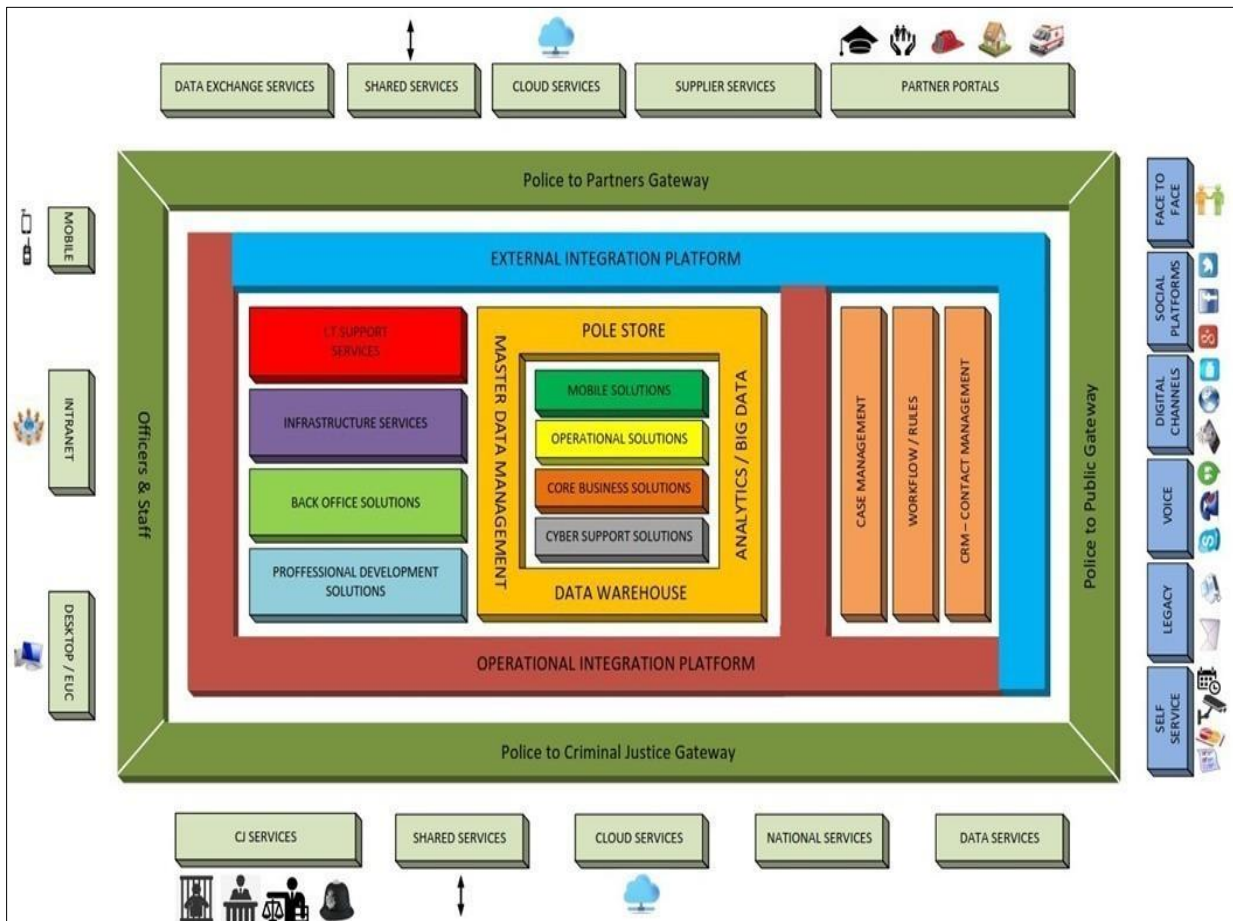 DATA EXCHANGE SERVICES
SHARED SERVICES
CLOUD SERVICES
SUPPLIER SERVICES
PARTNER PORTALS
Police to Partners Gateway
MOBILE
INTRANET
DESKTOP / EUC
Officers & Staff
EXTERNAL INTEGRATION PLATFORM
CT SUPPORT
SERVICES
INFRASTRUCTURE SERVICES
BACK OFFICE SOLUTIONS
PROFFESSIONAL DEVELOPMENT
SOLUTIONS
MASTER DATA MANAGEMENT
POLE STORE
MOBILE SOLUTIONS
OPERATIONAL SOLUTIONS
CORE BUSINESS SOLUTIONS
CYBER SUPPORT SOLUTIONS
DATA WAREHOUSE
ANALYTICS / BIG DATA
CASE MANAGEMENT
WORKFLOW / RULES
CRM – CONTACT MANAGEMENT
OPERATIONAL INTEGRATION PLATFORM
Police to Public Gateway
FACE TO
FACE
SOCIAL
PLATFORMS
DIGITAL
CHANNELS
VOICE
LEGACY
SELF
SERVICE
Police to Criminal Justice Gateway
CJ SERVICES
SHARED SERVICES
CLOUD SERVICES
NATIONAL SERVICES
DATA SERVICES